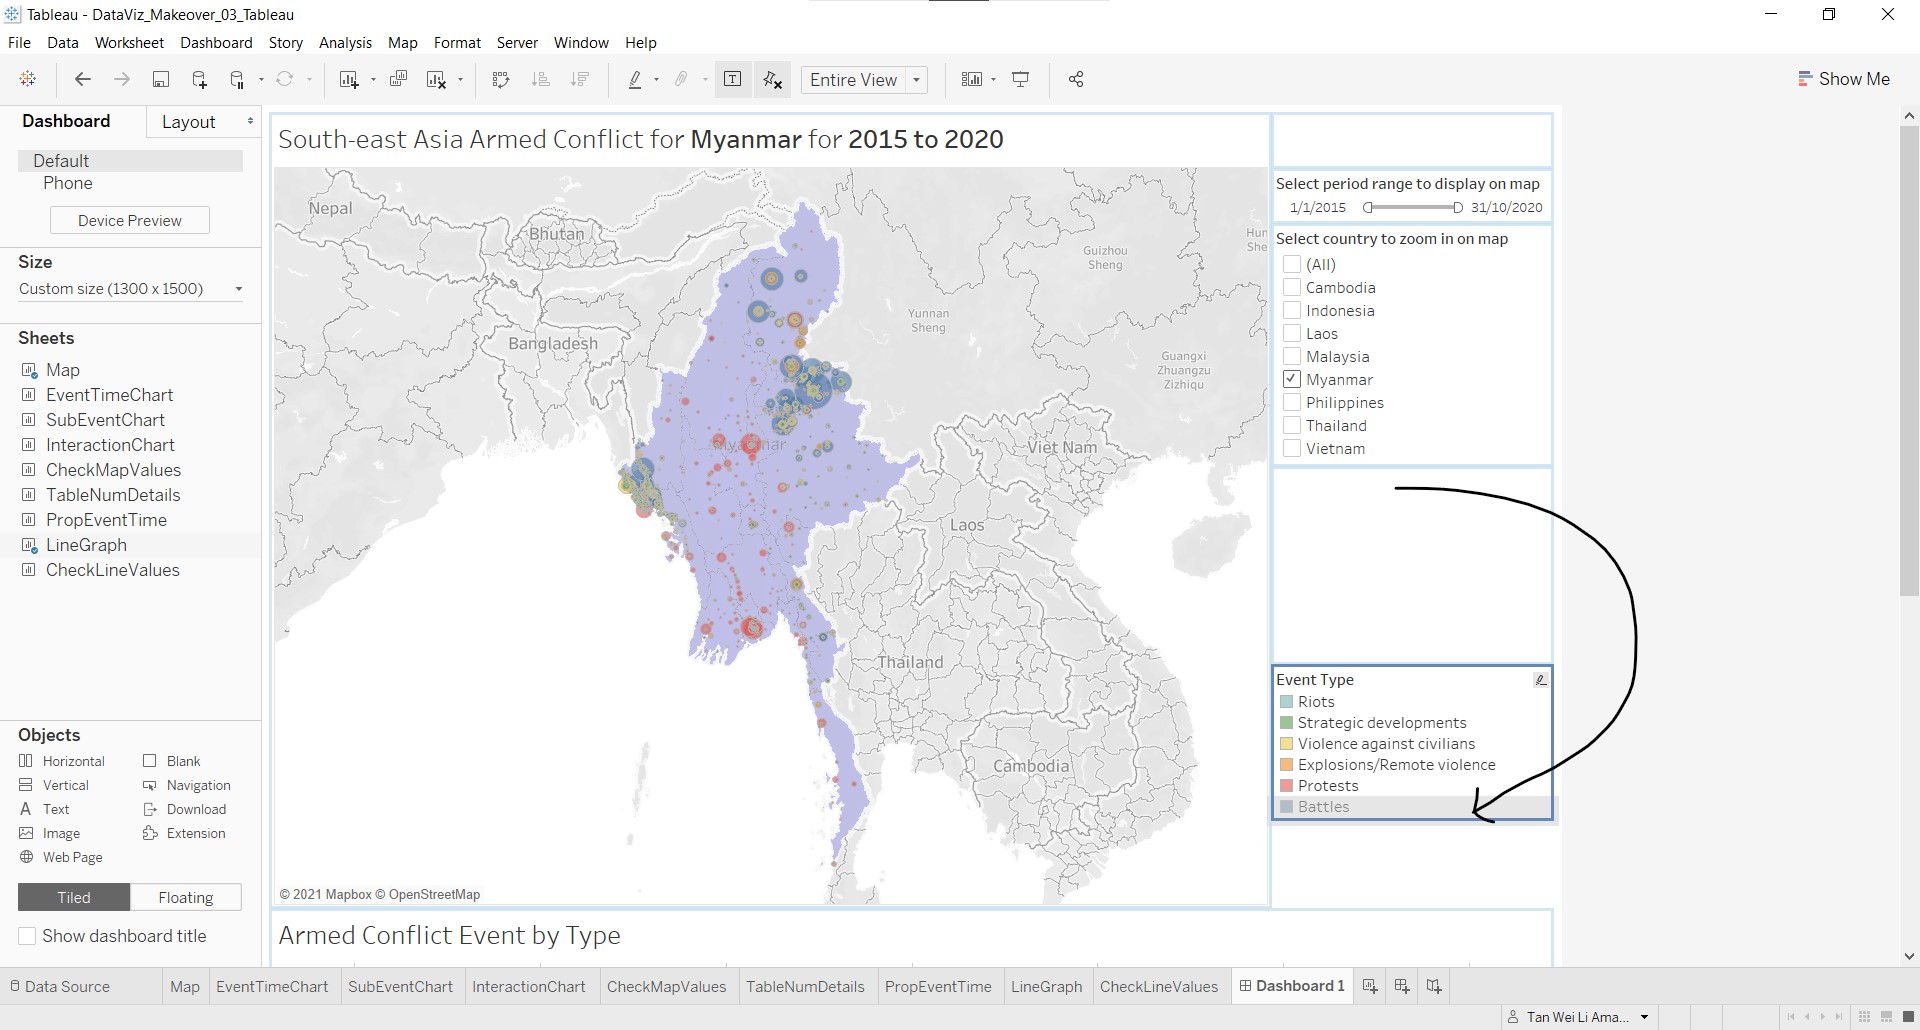 Tableau - DataViz_Makeover_03_Tableau
File Data Worksheet Dashboard Story Analysis Map Format Server Window Help
Entire View
Show Me
Dashboard
Layout
Default
Phone
Device Preview
Size
Custom size (1300 x 1500)
Sheets
Map
EventTimeChart
SubEventChart
InteractionChart
CheckMapValues
TableNumDetails
PropEventTime
LineGraph
CheckLineValues
Objects
Horizontal
Blank
Vertical
Navigation
Text
Download
Image
Extension
Web Page
Tiled
Floating
Show dashboard title
South-east Asia Armed Conflict for Myanmar for 2015 to 2020
Nepal
Bhutan
Guizhou
Sheng
Hun
She
Yunnan
Sheng
Bangladesh
Guangxi
Zhuangzu
Zizhiqu
Myanmar
Viet Nam
Laos
Thailand
Cambodia
© 2021 Mapbox © OpenStreetMap
Select period range to display on map
1/1/2015
31/10/2020
Select country to zoom in on map
(All)
Cambodia
Indonesia
Laos
Malaysia
Myanmar
Philippines
Thailand
Vietnam
Event Type
Riots
Strategic developments
Violence against civilians
Explosions/Remote violence
Protests
Battles
Armed Conflict Event by Type
Data Source
Map
EventTimeChart
SubEventChart
InteractionChart
CheckMapValues
TableNumDetails
PropEventTime
LineGraph
CheckLineValues
Dashboard 1
Tan Wei Li Ama...